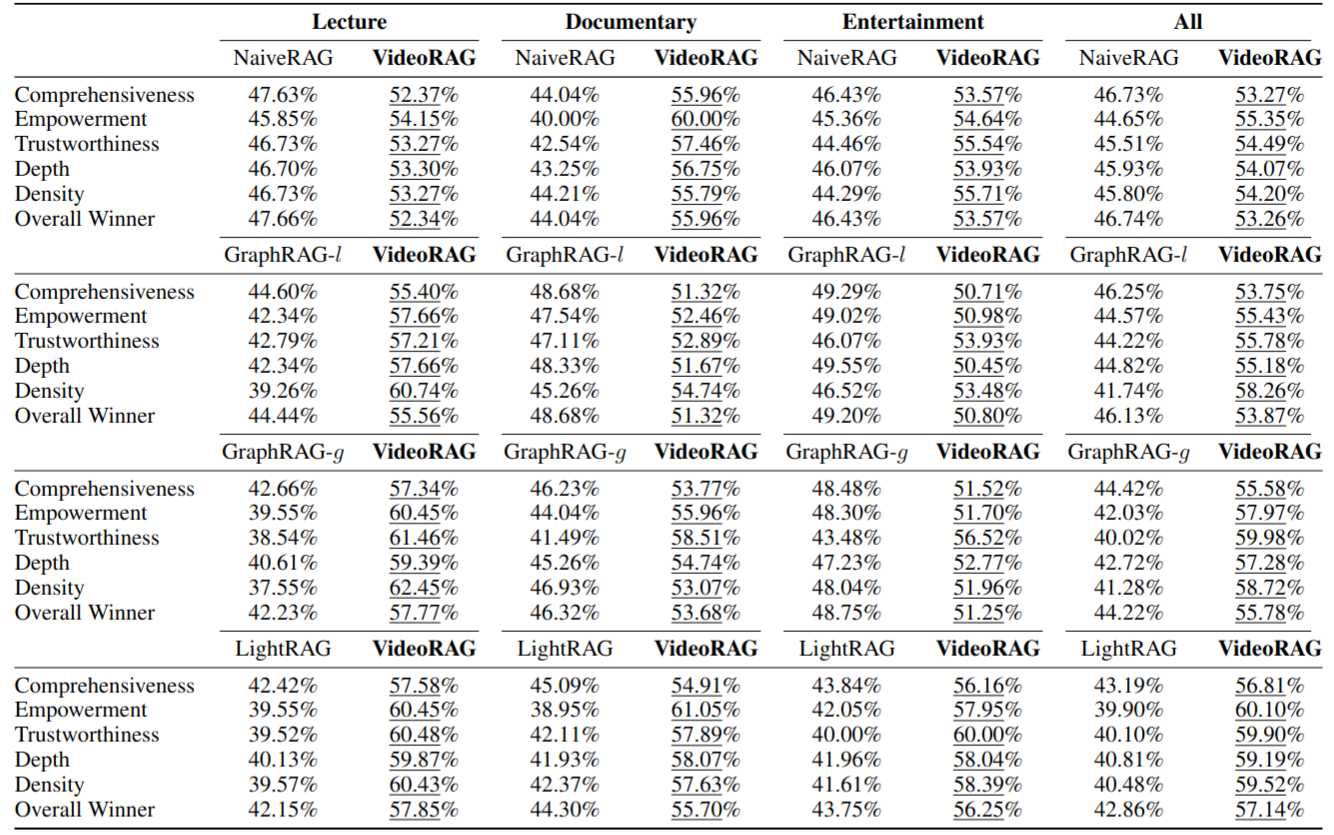 Lecture Documentary Entertainment All
NaiveRAG VideoRAG NaiveRAG VideoRAG NaiveRAG VideoRAG NaiveRAG VideoRAG
Comprehensiveness 47.63% 52.37% 44.04% 55.96% 46.43% 53.57% 46.73% 53.27%
Empowerment 45.85% 54.15% 40.00% 60.00% 45.36% 54.64% 44.65% 55.35%
Trustworthiness 46.73% 53.27% 42.54% 57.46% 44.46% 55.54% 45.51% 54.49%
Depth 46.70% 53.30% 43.25% 56.75% 46.07% 53.93% 45.93% 54.07%
Density 46.73% 53.27% 44.21% 55.79% 44.29% 55.71% 45.80% 54.20%
Overall Winner 47.66% 52.34% 44.04% 55.96% 46.43% 53.57% 46.74% 53.26%
GraphRAG-l VideoRAG GraphRAG-l VideoRAG GraphRAG-l VideoRAG GraphRAG-l VideoRAG
Comprehensiveness 44.60% 55.40% 48.68% 51.32% 49.29% 50.71% 46.25% 53.75%
Empowerment 42.34% 57.66% 47.54% 52.46% 49.02% 50.98% 44.57% 55.43%
Trustworthiness 42.79% 57.21% 47.11% 52.89% 46.07% 53.93% 44.22% 55.78%
Depth 42.34% 57.66% 48.33% 51.67% 49.55% 50.45% 44.82% 55.18%
Density 39.26% 60.74% 45.26% 54.74% 46.52% 53.48% 41.74% 58.26%
Overall Winner 44.44% 55.56% 48.68% 51.32% 49.20% 50.80% 46.13% 53.87%
GraphRAG-g VideoRAG GraphRAG-g VideoRAG GraphRAG-g VideoRAG GraphRAG-g VideoRAG
Comprehensiveness 42.66% 57.34% 46.23% 53.77% 48.48% 51.52% 44.42% 55.58%
Empowerment 39.55% 60.45% 44.04% 55.96% 48.30% 51.70% 42.03% 57.97%
Trustworthiness 38.54% 61.46% 41.49% 58.51% 43.48% 56.52% 40.02% 59.98%
Depth 40.61% 59.39% 45.26% 54.74% 47.23% 52.77% 42.72% 57.28%
Density 37.55% 62.45% 46.93% 53.07% 48.04% 51.96% 41.28% 58.72%
Overall Winner 42.23% 57.77% 46.32% 53.68% 48.75% 51.25% 44.22% 55.78%
LightRAG VideoRAG LightRAG VideoRAG LightRAG VideoRAG LightRAG VideoRAG
Comprehensiveness 42.42% 57.58% 45.09% 54.91% 43.84% 56.16% 43.19% 56.81%
Empowerment 39.55% 60.45% 38.95% 61.05% 42.05% 57.95% 39.90% 60.10%
Trustworthiness 39.52% 60.48% 42.11% 57.89% 40.00% 60.00% 40.10% 59.90%
Depth 40.13% 59.87% 41.93% 58.07% 41.96% 58.04% 40.81% 59.19%
Density 39.57% 60.43% 42.37% 57.63% 41.61% 58.39% 40.48% 59.52%
Overall Winner 42.15% 57.85% 44.30% 55.70% 43.75% 56.25% 42.86% 57.14%